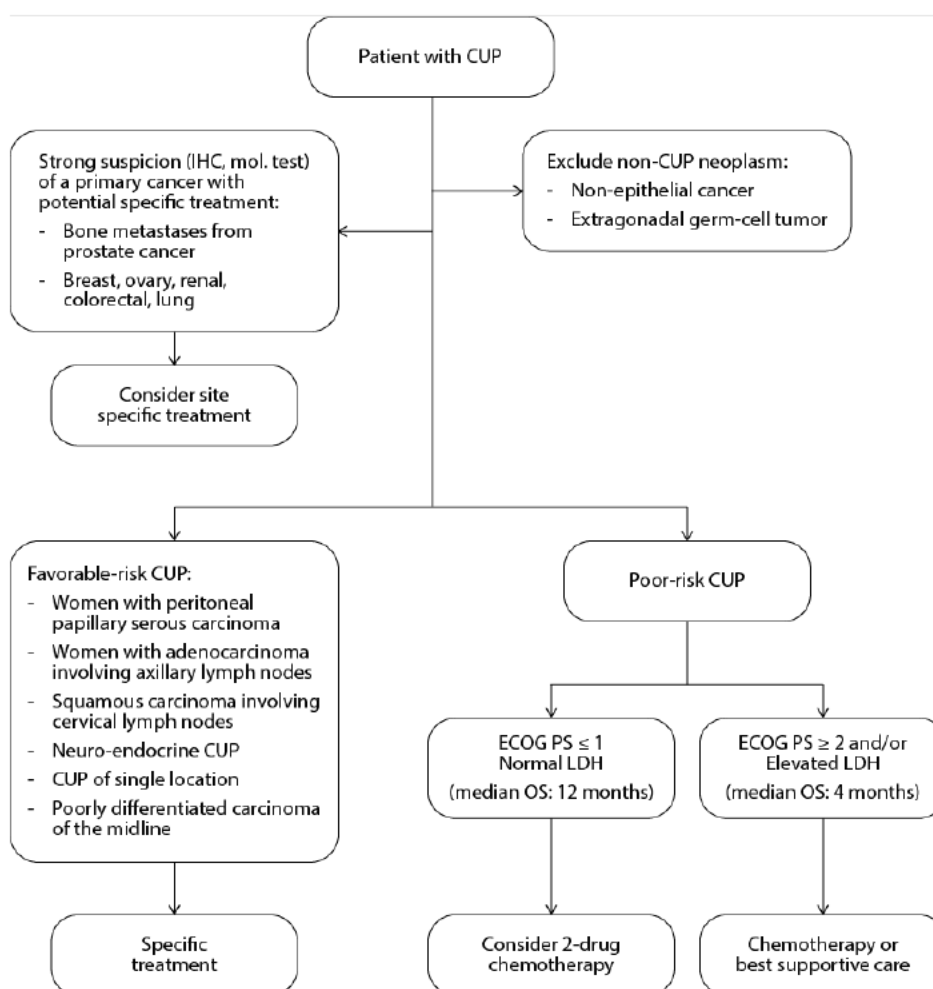 Patient with CUP
Strong suspicion (IHC, mol. test)
of a primary cancer with
potential specific treatment:
- Bone metastases from
prostate cancer
- Breast, ovary, renal,
colorectal, lung
Exclude non-CUP neoplasm:
- Non-epithelial cancer
- Extragonadal germ-cell tumor
Consider site
specific treatment
Favorable-risk CUP:
- Women with peritoneal
papillary serous carcinoma
- Women with adenocarcinoma
involving axillary lymph nodes
- Squamous carcinoma involving
cervical lymph nodes
- Neuro-endocrine CUP
- CUP of single location
- Poorly differentiated carcinoma
of the midline
Poor-risk CUP
ECOG PS ≤ 1
Normal LDH
(median OS: 12 months)
ECOG PS ≥ 2 and/or
Elevated LDH
(median OS: 4 months)
Specific
treatment
Consider 2-drug
chemotherapy
Chemotherapy or
best supportive care